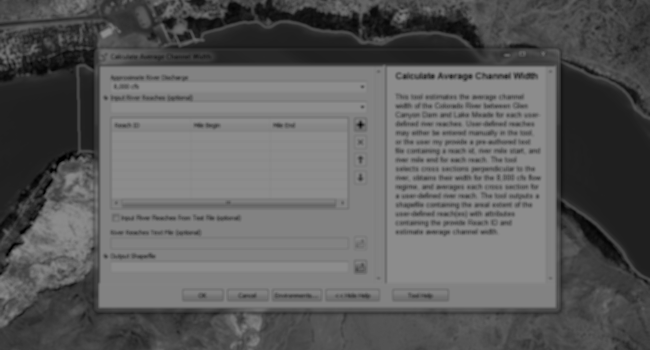 Calculate Average Channel Width
Approximate River Discharge
8,000 cfs
Input River Reaches (optional)
Reach ID Mile Begin Mile End
Input River Reaches From Text File (optional)
River Reaches Text File (optional)
Output Shapefile
OK Cancel Environments... << Hide Help Tool Help
Calculate Average Channel Width
This tool estimates the average channel
width of the Colorado River between Glen
Canyon Dam and Lake Meade for each user-
defined river reaches. User-defined reaches
may either be entered manually in the tool,
or the user my provide a pre-authored text
file containing a reach id, river mile start, and
river mile end for each reach. The tool
selects cross sections perpendicular to the
river, obtains their width for the 8,000 cfs flow
regime, and averages each cross section for
a user-defined river reach. The tool outputs a
shapefile containing the areal extent of the
user-defined reach(es) with attributes
containing the provide Reach ID and
estimate average channel width.